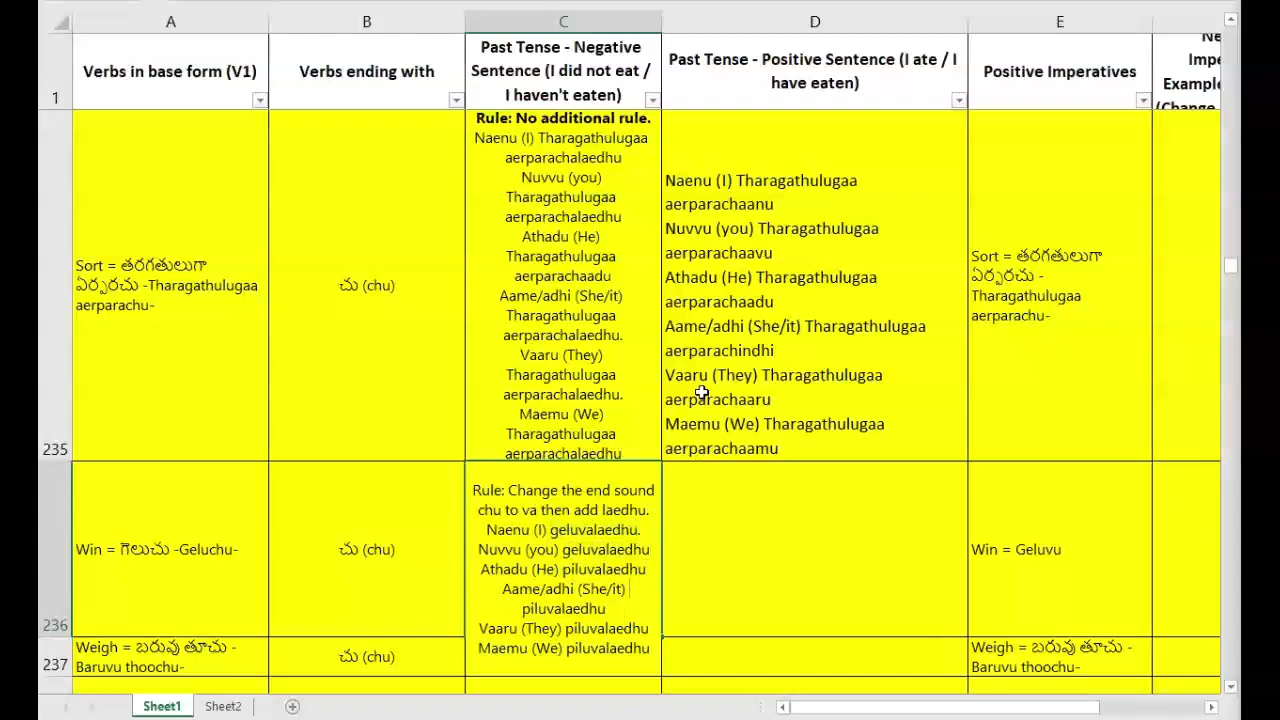 A
B
C
D
E
1
Verbs in base form (V1)
Verbs ending with
Past Tense - Negative
Sentence (I did not eat /
I haven't eaten)
Past Tense - Positive Sentence (I ate / I
have eaten)
Positive Imperatives
235
Sort = తరగతులుగా
ఏర్పరచు -Tharagathulugaa
aerparachu-
చు (chu)
Rule: No additional rule.
Naenu (I) Tharagathulugaa
aerparachalaedhu
Nuvvu (you)
Tharagathulugaa
aerparachalaedhu
Athadu (He)
Tharagathulugaa
aerparachaadu
Aame/adhi (She/it)
Tharagathulugaa
aerparachalaedhu.
Vaaru (They)
Tharagathulugaa
aerparachalaedhu.
Maemu (We)
Tharagathulugaa
aerparachalaedhu
Naenu (I) Tharagathulugaa
aerparachaanu
Nuvvu (you) Tharagathulugaa
aerparachaavu
Athadu (He) Tharagathulugaa
aerparachaadu
Aame/adhi (She/it) Tharagathulugaa
aerparachindhi
Vaaru (They) Tharagathulugaa
aerparachaaru
Maemu (We) Tharagathulugaa
aerparachaamu
Sort = తరగతులుగా
ఏర్పరచు -
Tharagathulugaa
aerparachu-
236
Win = గెలుచు -Geluchu-
చు (chu)
Rule: Change the end sound
chu to va then add laedhu.
Naenu (I) geluvalaedhu.
Nuvvu (you) geluvalaedhu
Athadu (He) piluvalaedhu
Aame/adhi (She/it)
piluvalaedhu
Vaaru (They) piluvalaedhu
Maemu (We) piluvalaedhu
Win = Geluvu
237
Weigh = బరువు తూచు -
Baruvu thoochu-
చు (chu)
Weigh = బరువు తూచు -
Baruvu thoochu-
Sheet1
Sheet2